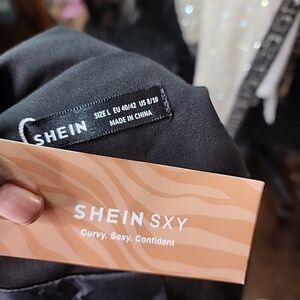 SHEIN
SIZE L EU 40/42 US 8/10
MADE IN CHINA
SHEIN SXY
Curvy. Sexy. Confident